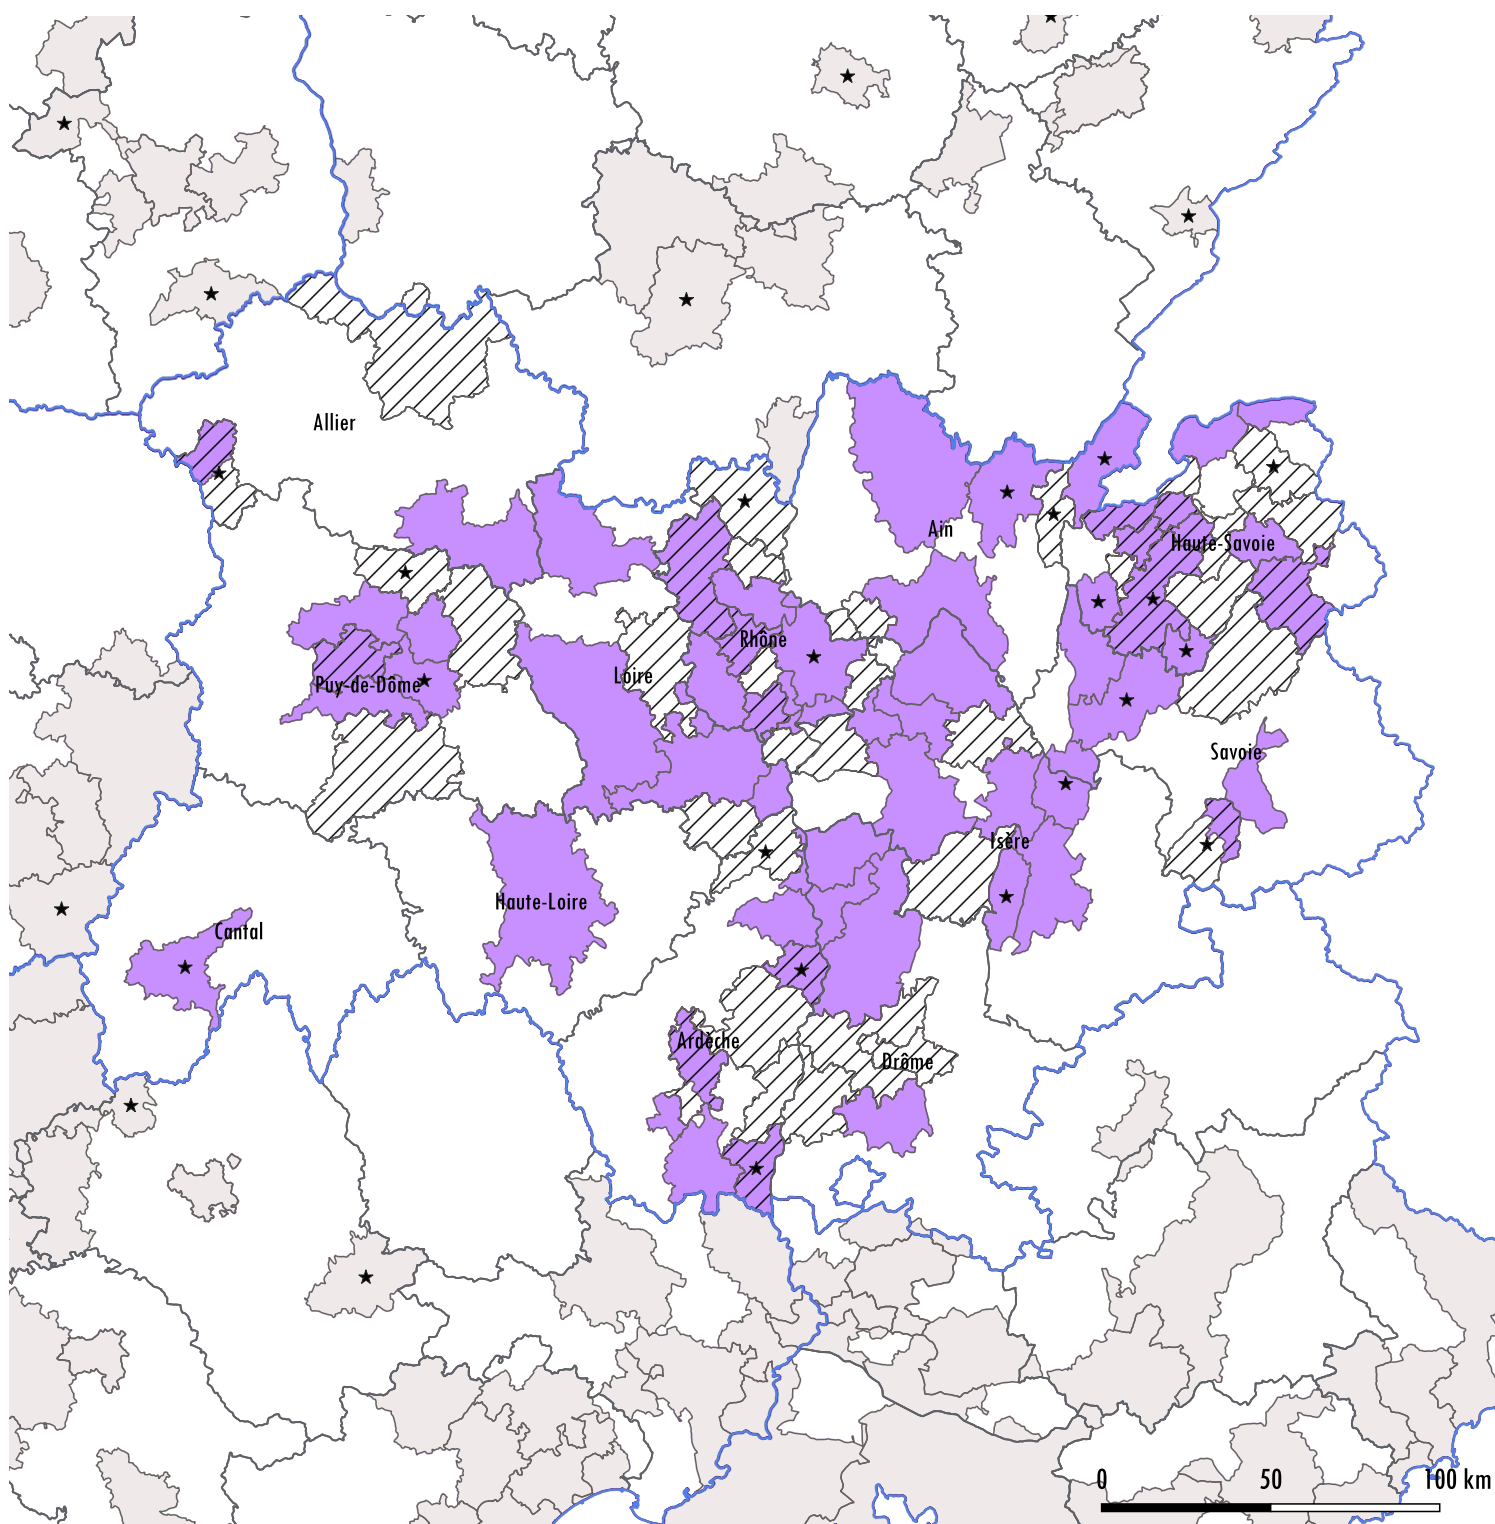 Allier
Ain
Haute-Savoie
Rhône
Loire
Puy-de-Dôme
Savoie
Isère
Haute-Loire
Cantal
Ardèche
Drôme
0 50 100 km